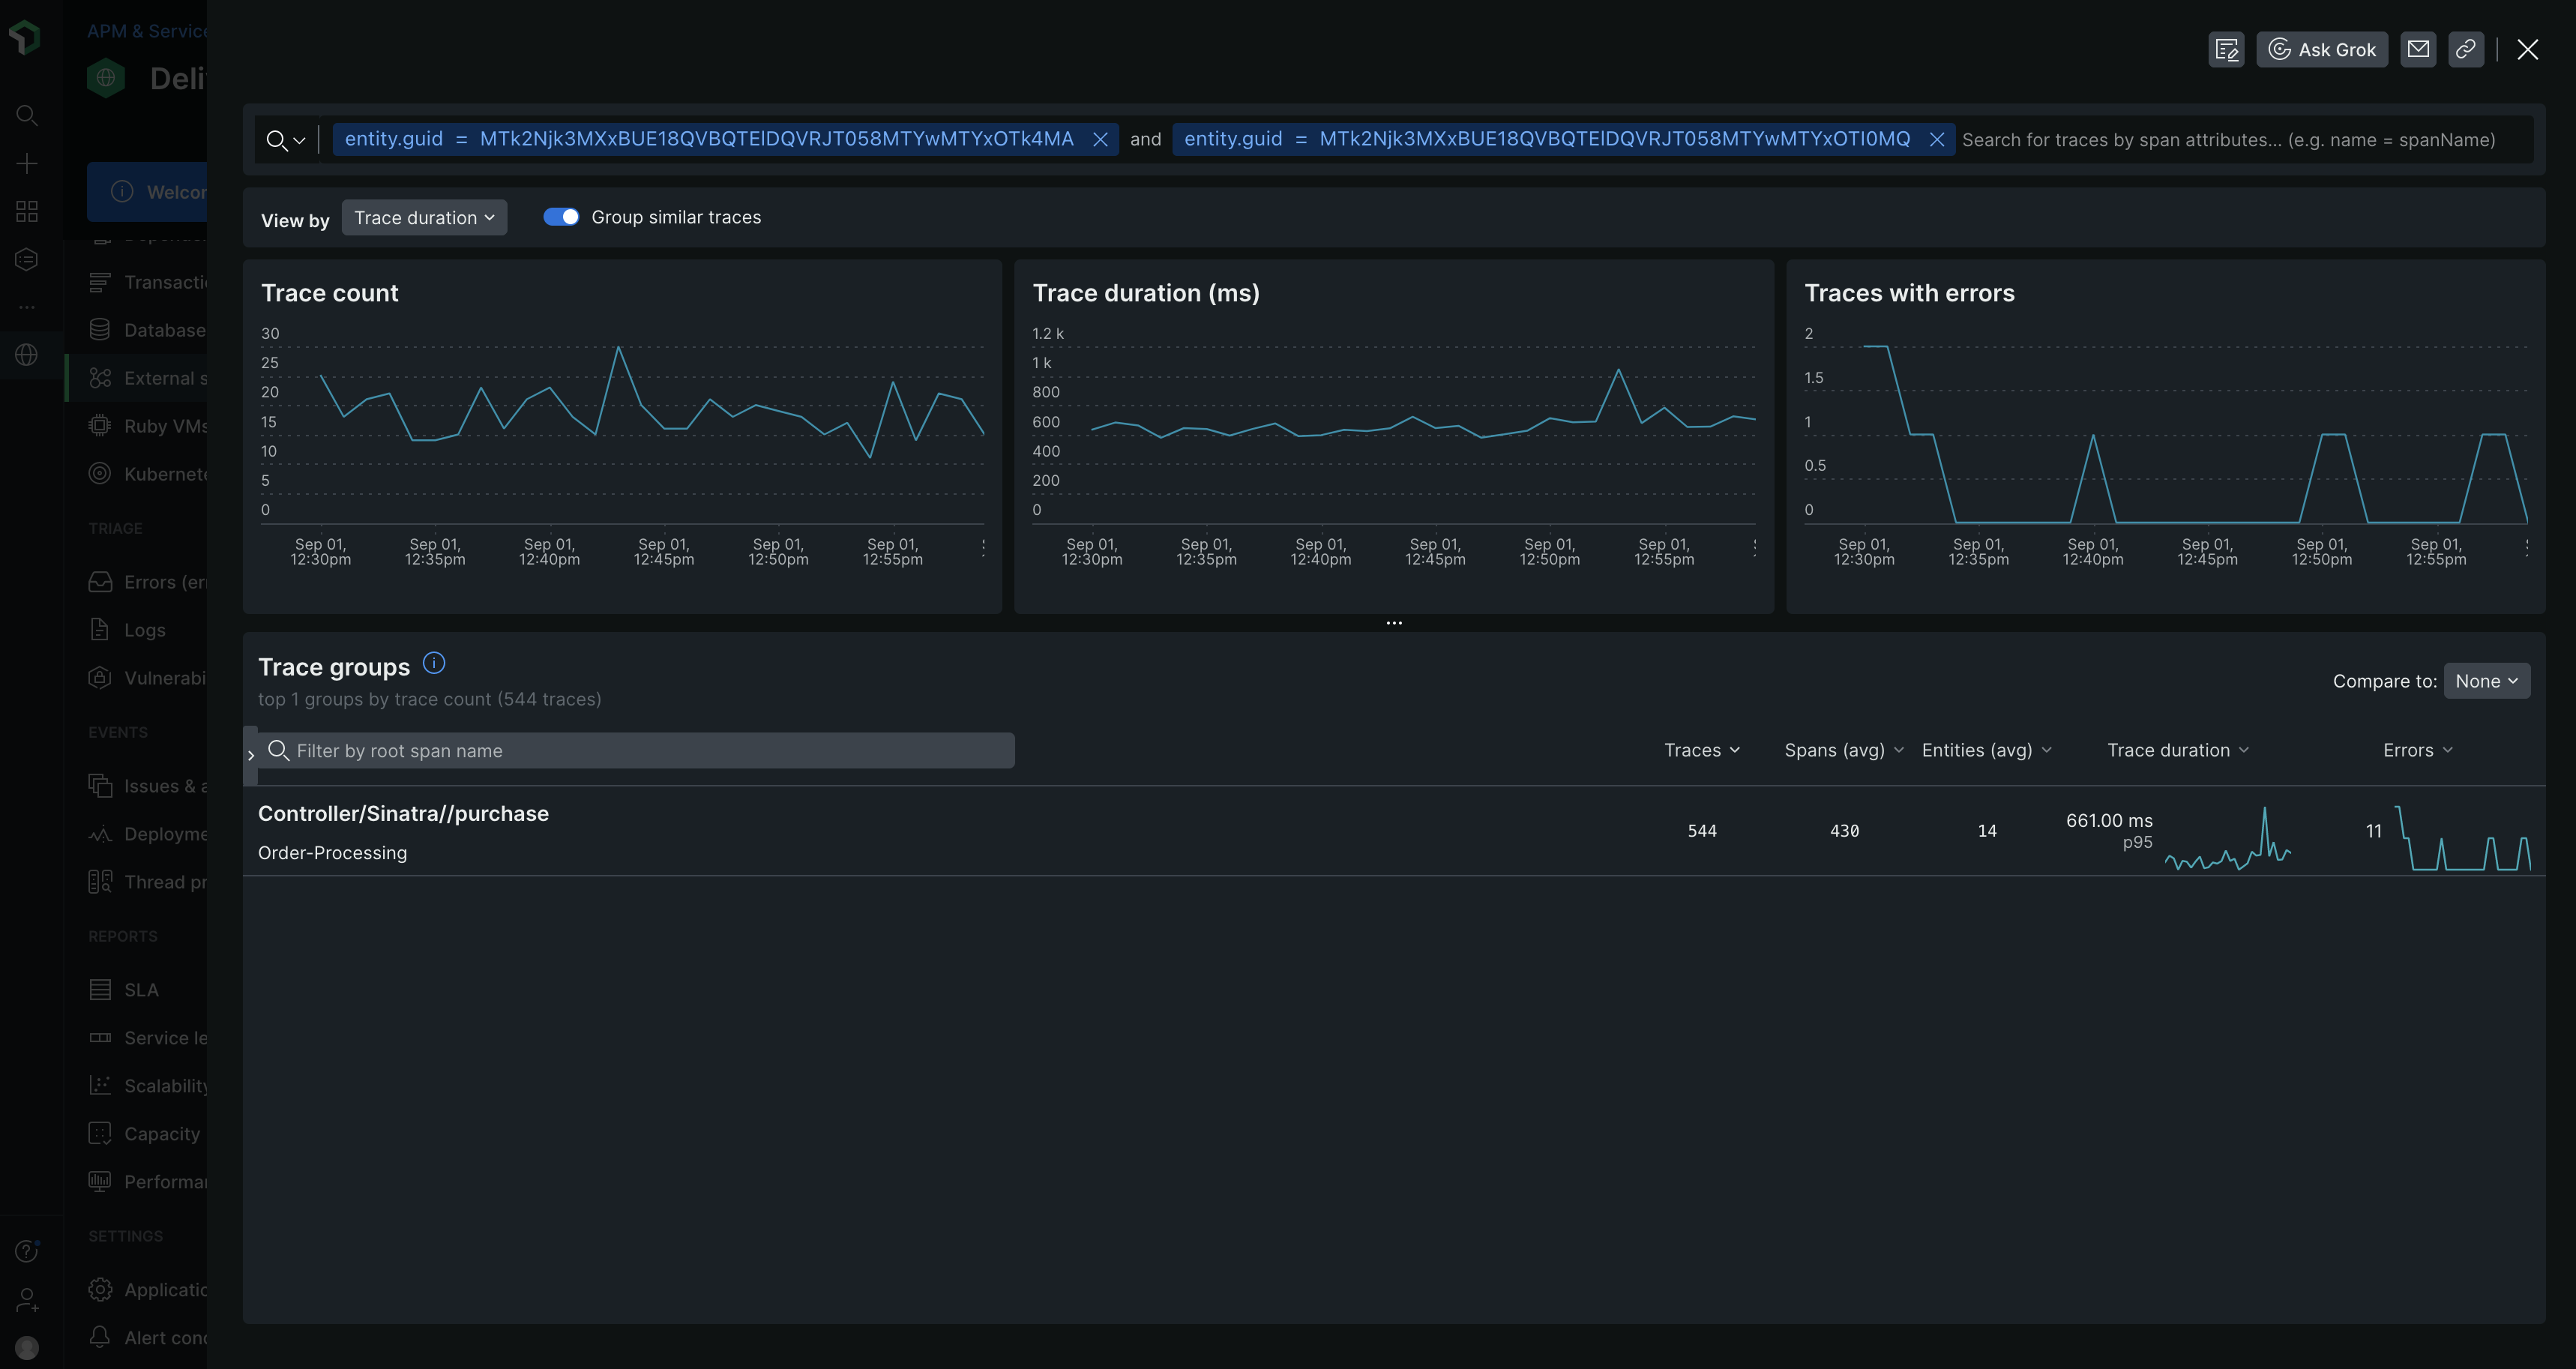 APM & Service
Deli
Ask Grok
entity.guid = MTk2Njk3MXxBUE18QVBQTElDQVRJT058MTYwMTYxOTk4MA and entity.guid = MTk2Njk3MXxBUE18QVBQTElDQVRJT058MTYwMTYxOTI0MQ Search for traces by span attributes... (e.g. name = spanName)
Welcor
View by Trace duration Group similar traces
Transactio
Database
External s
Ruby VMs
Kubernete
TRIAGE
Errors (er
Logs
Vulnerabi
EVENTS
Issues & a
Deployme
Thread pr
REPORTS
SLA
Service le
Scalability
Capacity
Performan
SETTINGS
Applicatio
Alert conc
Trace count
30
25
20
15
10
5
0
Sep 01, 12:30pm
Sep 01, 12:35pm
Sep 01, 12:40pm
Sep 01, 12:45pm
Sep 01, 12:50pm
Sep 01, 12:55pm
Trace duration (ms)
1.2 k
1 k
800
600
400
200
0
Sep 01, 12:30pm
Sep 01, 12:35pm
Sep 01, 12:40pm
Sep 01, 12:45pm
Sep 01, 12:50pm
Sep 01, 12:55pm
Traces with errors
2
1.5
1
0.5
0
Sep 01, 12:30pm
Sep 01, 12:35pm
Sep 01, 12:40pm
Sep 01, 12:45pm
Sep 01, 12:50pm
Sep 01, 12:55pm
Trace groups
top 1 groups by trace count (544 traces)
Compare to: None
Filter by root span name
Traces Spans (avg) Entities (avg) Trace duration Errors
Controller/Sinatra//purchase
Order-Processing
544 430 14 661.00 ms 11
p95